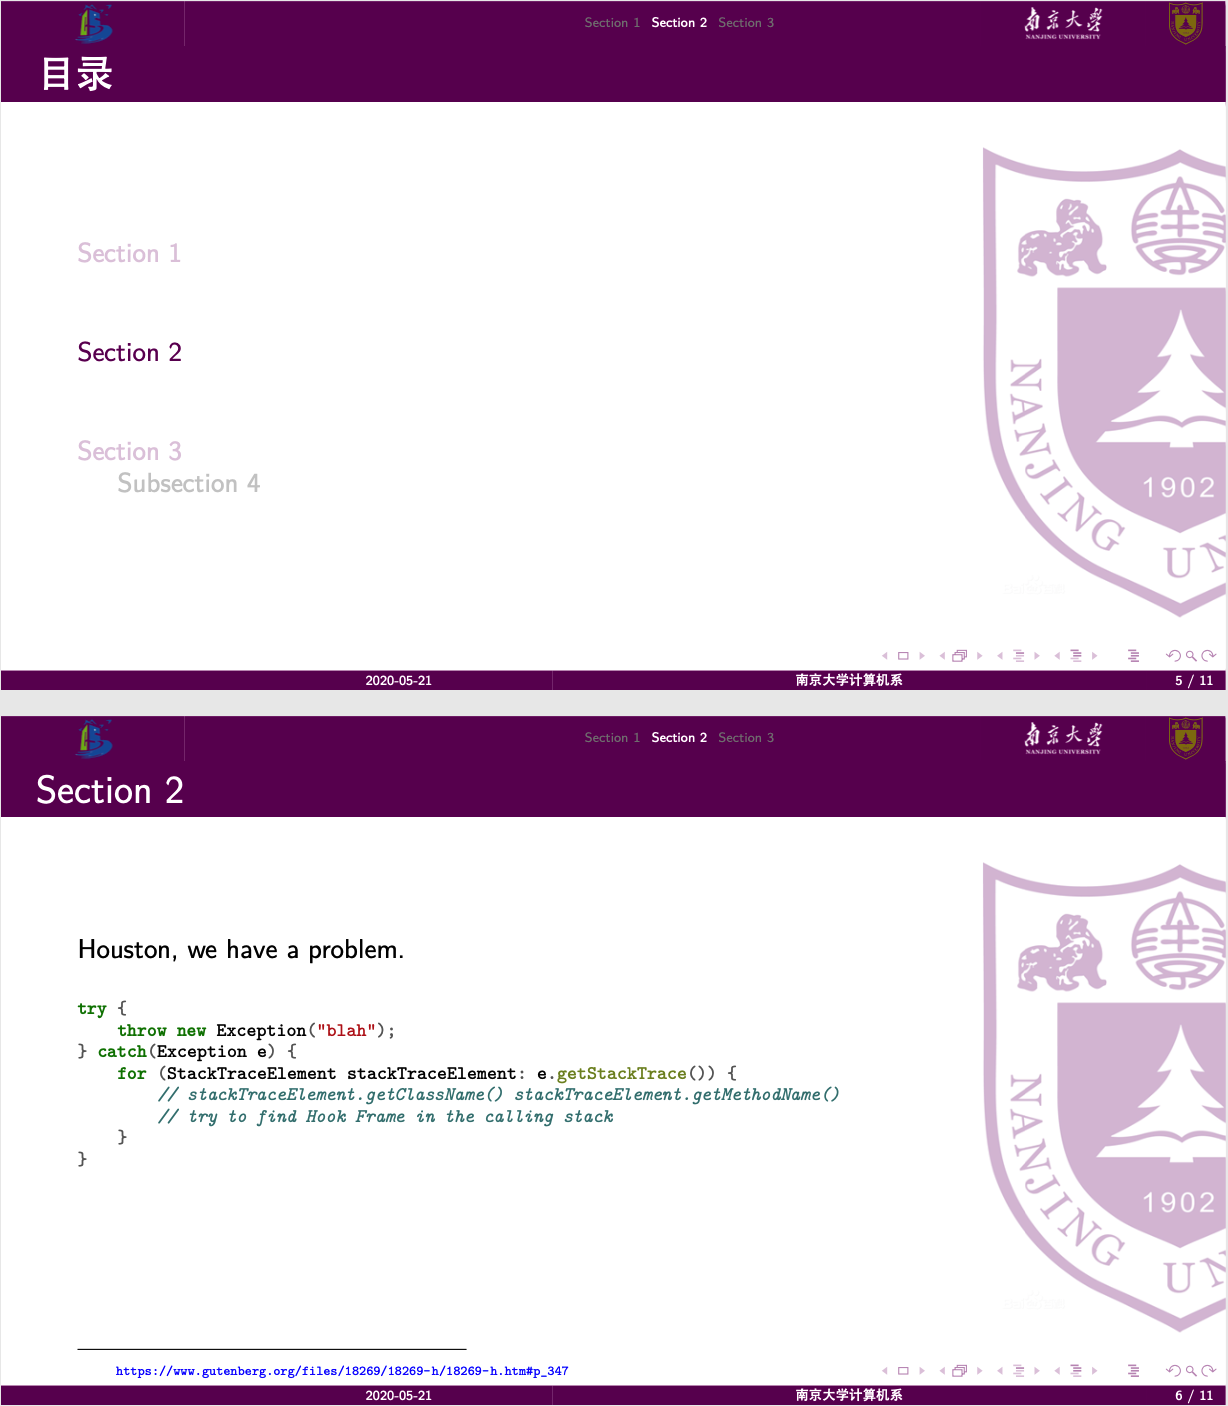 Section 1 Section 2 Section 3
南京大学
NANJING UNIVERSITY
目录
Section 1
Section 2
Section 3
Subsection 4
NANJING UN
1902
2020-05-21 南京大学计算机系 5 / 11
Section 1 Section 2 Section 3
南京大学
NANJING UNIVERSITY
Section 2
Houston, we have a problem.
try {
    throw new Exception("blah");
} catch(Exception e) {
    for (StackTraceElement stackTraceElement: e.getStackTrace()) {
        // stackTraceElement.getClassName() stackTraceElement.getMethodName()
        // try to find Hook Frame in the calling stack
    }
}
NANJING UN
1902
https://www.gutenberg.org/files/18269/18269-h/18269-h.htm#p_347
2020-05-21 南京大学计算机系 6 / 11